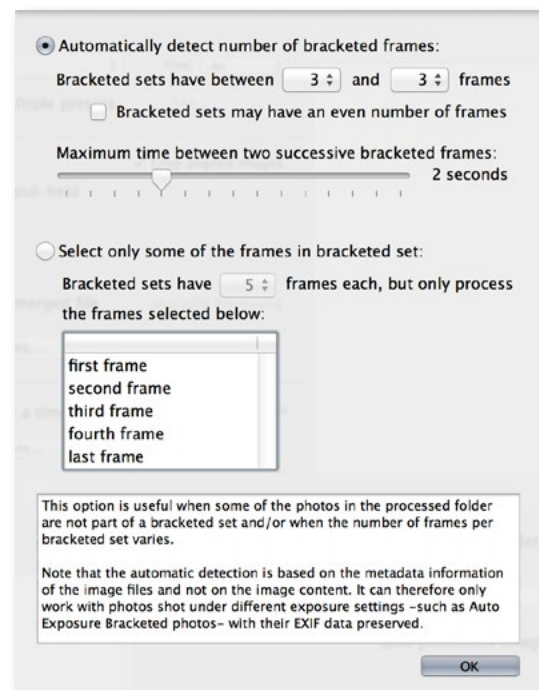 Automatically detect number of bracketed frames:
Bracketed sets have between 3 and 3 frames
Bracketed sets may have an even number of frames
Maximum time between two successive bracketed frames:
2 seconds
Select only some of the frames in bracketed set:
Bracketed sets have 5 frames each, but only process
the frames selected below:
first frame
second frame
third frame
fourth frame
last frame
This option is useful when some of the photos in the processed folder
are not part of a bracketed set and/or when the number of frames per
bracketed set varies.
Note that the automatic detection is based on the metadata information
of the image files and not on the image content. It can therefore only
work with photos shot under different exposure settings -such as Auto
Exposure Bracketed photos- with their EXIF data preserved.
OK